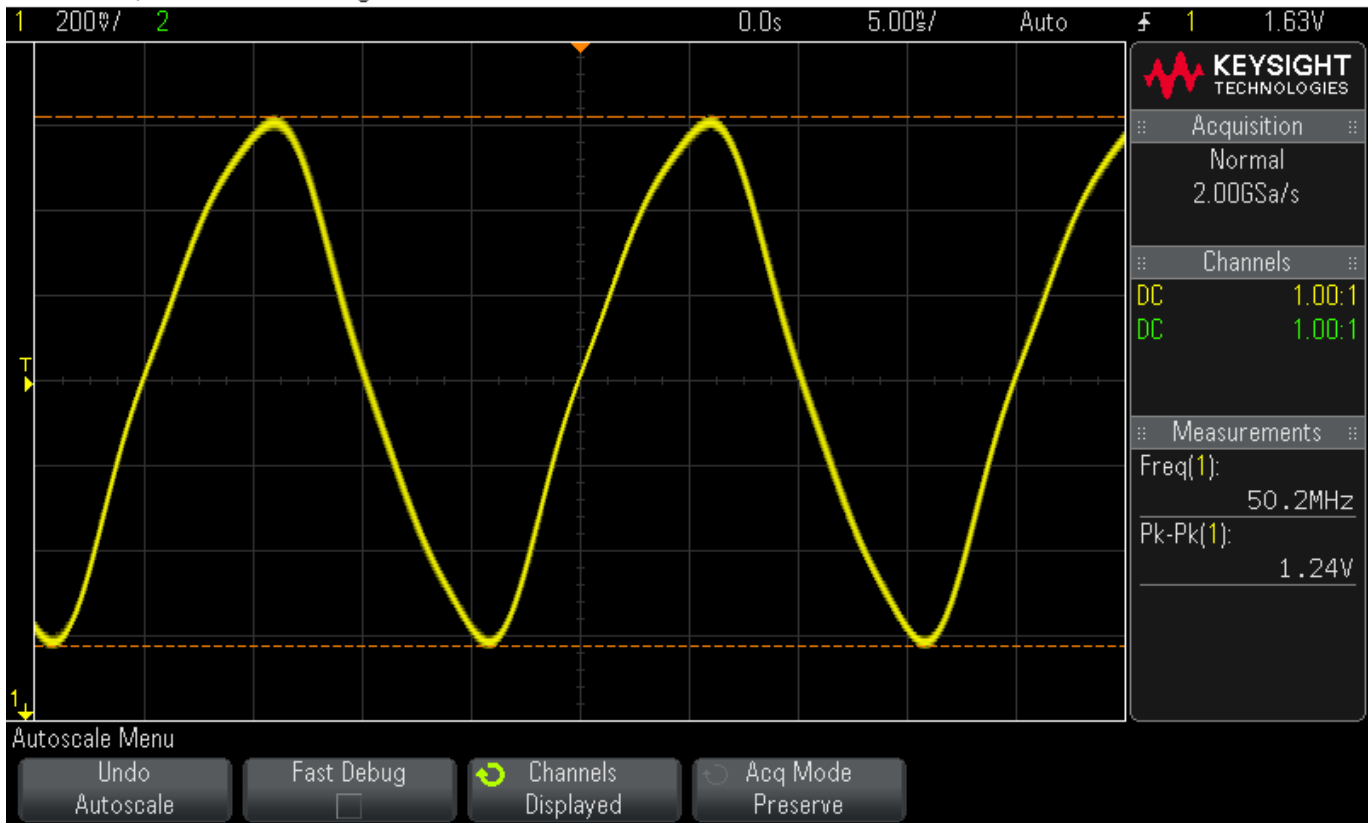 1 200mV/ 2 0.0s 5.00ns/ Auto 1 1.63V
KEYSIGHT
TECHNOLOGIES
Acquisition
Normal
2.00GSa/s
Channels
DC 1.00:1
DC 1.00:1
T
Measurements
Freq(1):
50.2MHz
Pk-Pk(1):
1.24V
1
Autoscale Menu
Undo
Autoscale
Fast Debug
Channels
Displayed
Acq Mode
Preserve